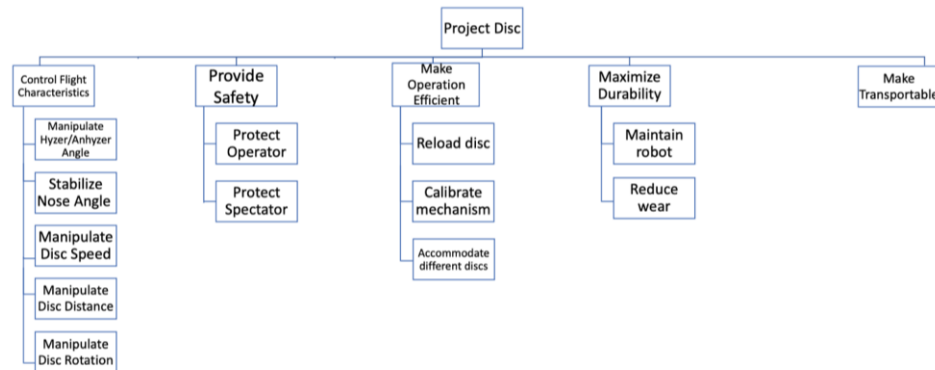 Project Disc
Control Flight
Characteristics
Provide
Safety
Make
Operation
Efficient
Maximize
Durability
Make
Transportable
Manipulate
Hyzer/Anhyzer
Angle
Stabilize
Nose Angle
Manipulate
Disc Speed
Manipulate
Disc Distance
Manipulate
Disc Rotation
Protect
Operator
Protect
Spectator
Reload disc
Calibrate
mechanism
Accommodate
different discs
Maintain
robot
Reduce
wear